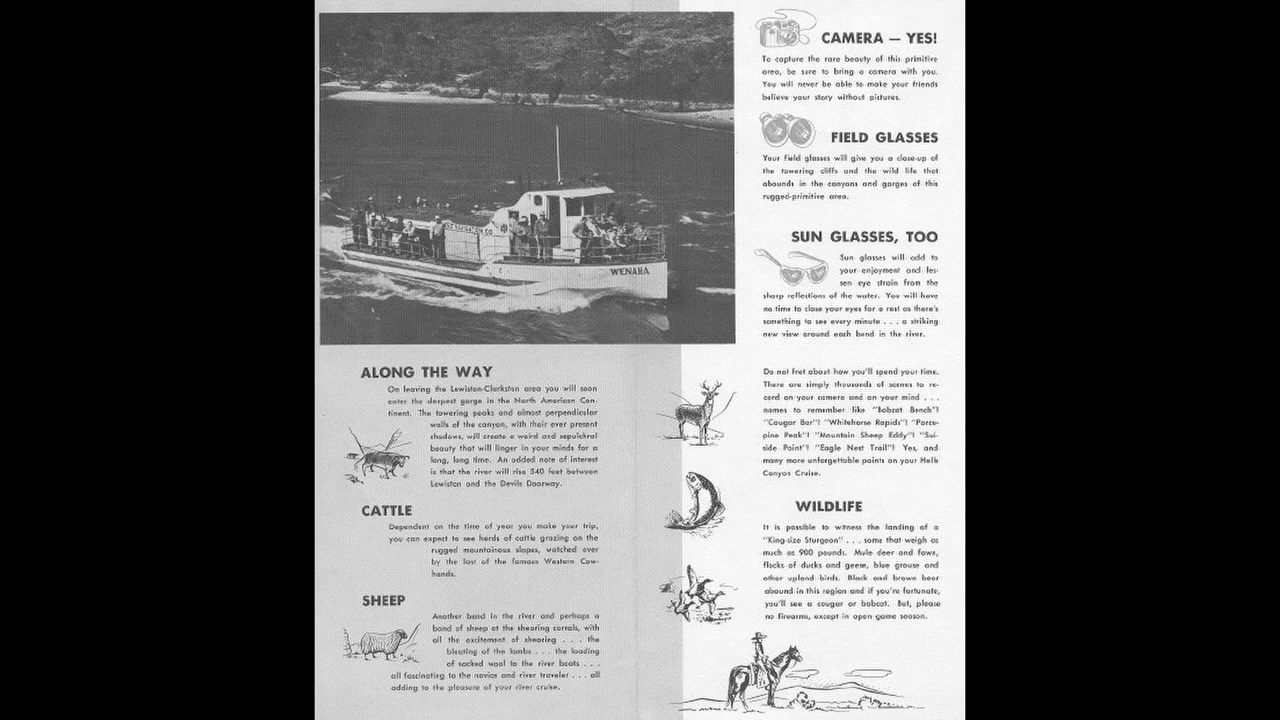 NAVIGATION CO.
WENAHA
ALONG THE WAY
On leaving the Lewiston-Clarkston area you will soon
enter the deepest gorge in the North American Con-
tinent. The towering peaks and almost perpendicular
walls of the canyon, with their ever present
shadows, will create a weird and sepulchral
beauty that will linger in your minds for a
long, long time. An added note of interest
is that the river will rise 540 feet between
Lewiston and the Devils Doorway.
CATTLE
Dependent on the time of year you make your trip,
you can expect to see herds of cattle grazing on the
rugged mountainous slopes, watched over
by the last of the famous Western Cow-
hands.
SHEEP
Another bend in the river and perhaps a
band of sheep at the shearing corrals, with
all the excitement of shearing . . . the
bleating of the lambs . . . the loading
of sacked wool to the river boats . . .
all fascinating to the novice and river traveler . . . all
adding to the pleasure of your river cruise.
CAMERA — YES!
To capture the rare beauty of this primitive
area, be sure to bring a camera with you.
You will never be able to make your friends
believe your story without pictures.
FIELD GLASSES
Your field glasses will give you a close-up of
the towering cliffs and the wild life that
abounds in the canyons and gorges of this
rugged-primitive area.
SUN GLASSES, TOO
Sun glasses will add to
your enjoyment and les-
sen eye strain from the
sharp reflections of the water. You will have
no time to close your eyes for a rest as there's
something to see every minute . . . a striking
new view around each bend in the river.
Do not fret about how you'll spend your time.
There are simply thousands of scenes to re-
cord on your camera and on your mind . . .
names to remember like "Bobcat Bench"!
"Cougar Bar"! "Whitehorse Rapids"! "Porcu-
pine Peak"! "Mountain Sheep Eddy"! "Sui-
side Point"! "Eagle Nest Trail"! Yes, and
many more unforgettable points on your Hells
Canyon Cruise.
WILDLIFE
It is possible to witness the landing of a
"King-size Sturgeon" . . . some that weigh as
much as 900 pounds. Mule deer and fawn,
flocks of ducks and geese, blue grouse and
other upland birds. Black and brown bear
abound in this region and if you're fortunate,
you'll see a cougar or bobcat. But, please
no firearms, except in open game season.